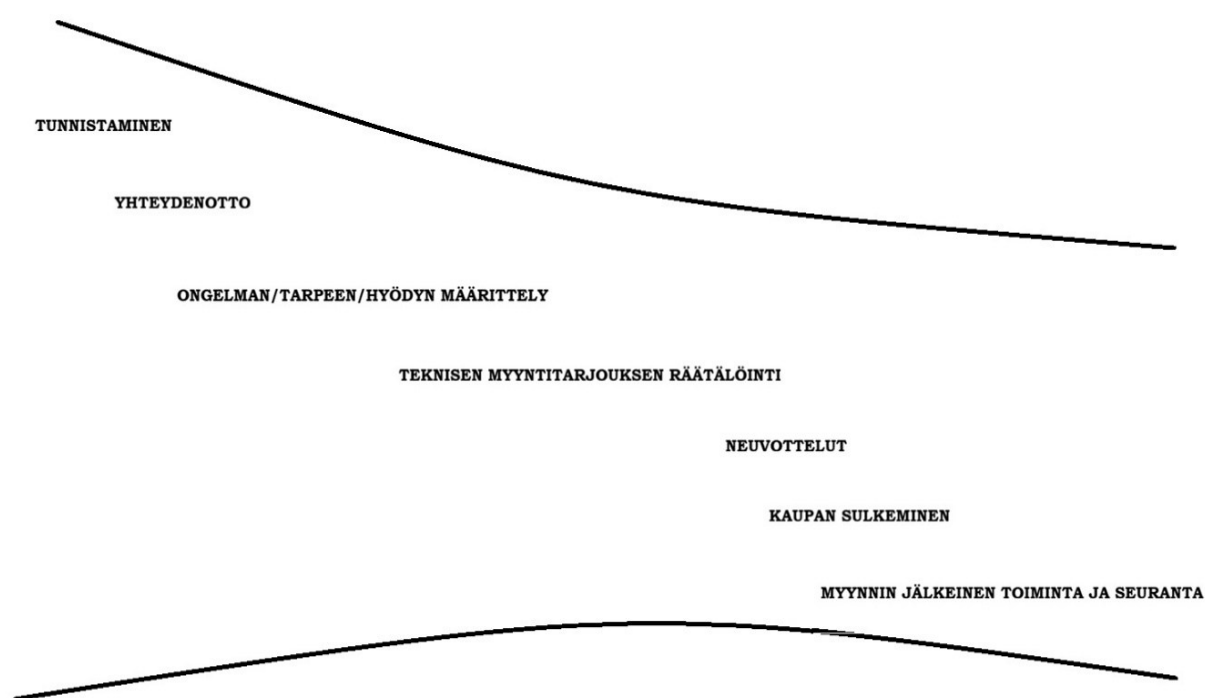 TUNNISTAMINEN
YHTEYDENOTTO
ONGELMAN/TARPEEN/HYÖDYN MÄÄRITTELY
TEKNISEN MYYNTITARJOUKSEN RÄÄTÄLÖINTI
NEUVOTTELUT
KAUPAN SULKEMINEN
MYYNNIN JÄLKEINEN TOIMINTA JA SEURANTA